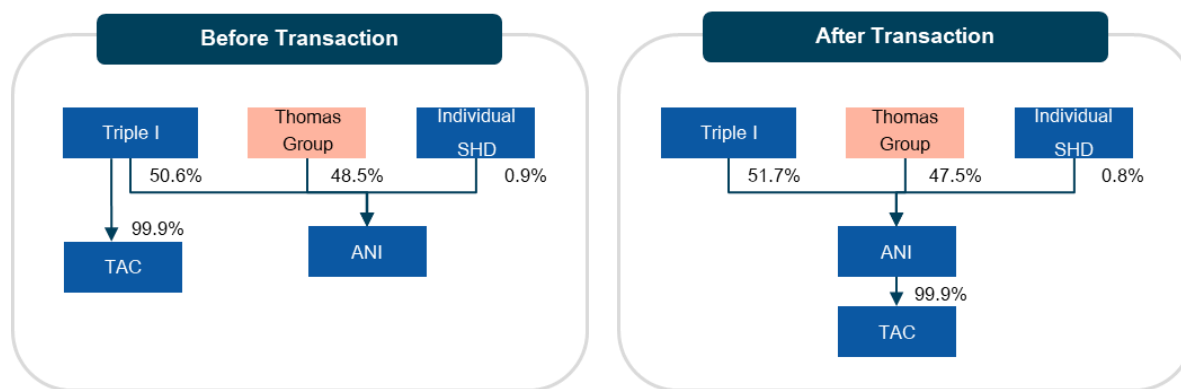 Before Transaction
Triple I
Thomas
Group
Individual
SHD
50.6%
48.5%
0.9%
99.9%
TAC
ANI
After Transaction
Triple I
Thomas
Group
Individual
SHD
51.7%
47.5%
0.8%
ANI
99.9%
TAC